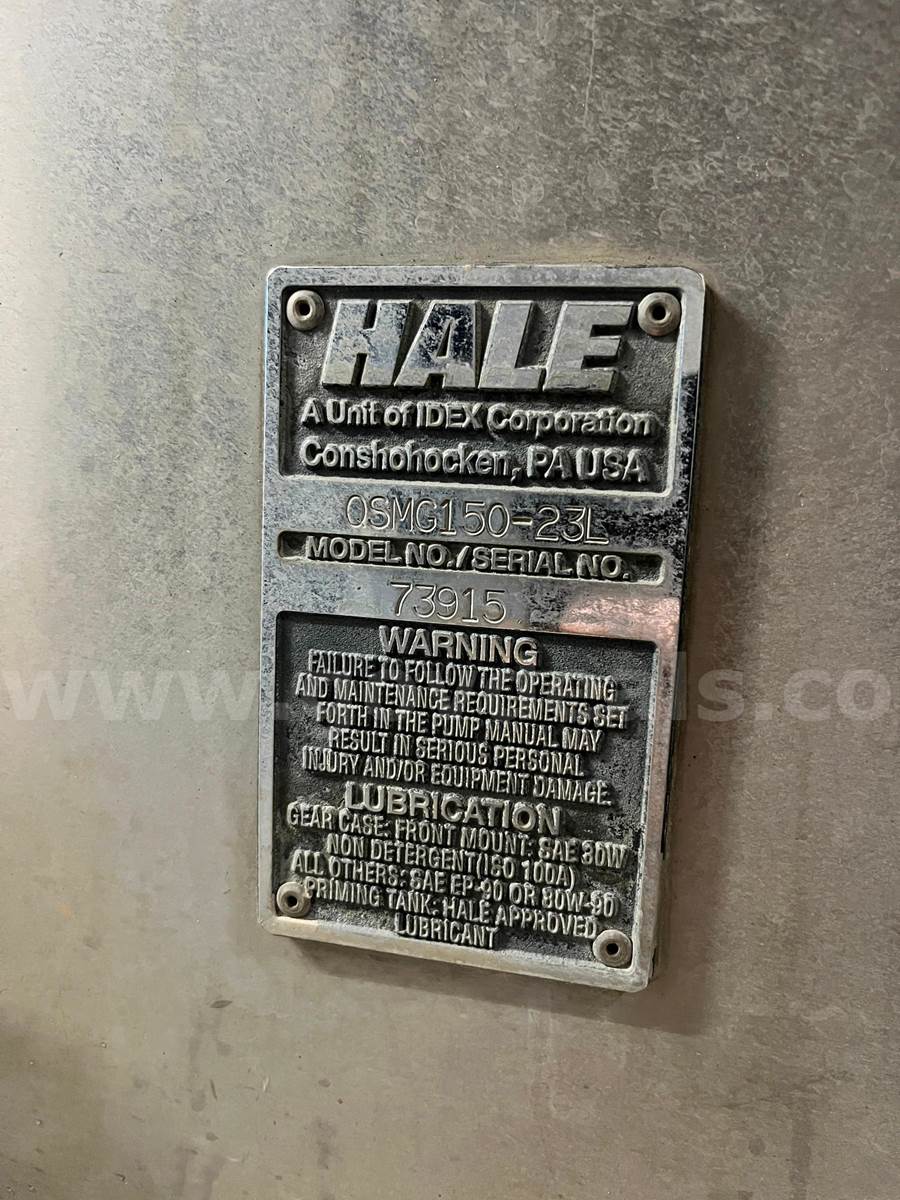 HALE
A Unit of IDEX Corporation
Conshohocken, PA USA
QSMG150-23L
MODEL NO./SERIAL NO.
73915
WARNING
FAILURE TO FOLLOW THE OPERATING
AND MAINTENANCE REQUIREMENTS SET
FORTH IN THE PUMP MANUAL MAY
RESULT IN SERIOUS PERSONAL
INJURY AND/OR EQUIPMENT DAMAGE.
LUBRICATION
GEAR CASE: FRONT MOUNT: SAE 30W
NON DETERGENT(ISO 100A)
ALL OTHERS: SAE EP-90 OR 80W-90
PRIMING TANK: HALE APPROVED
LUBRICANT